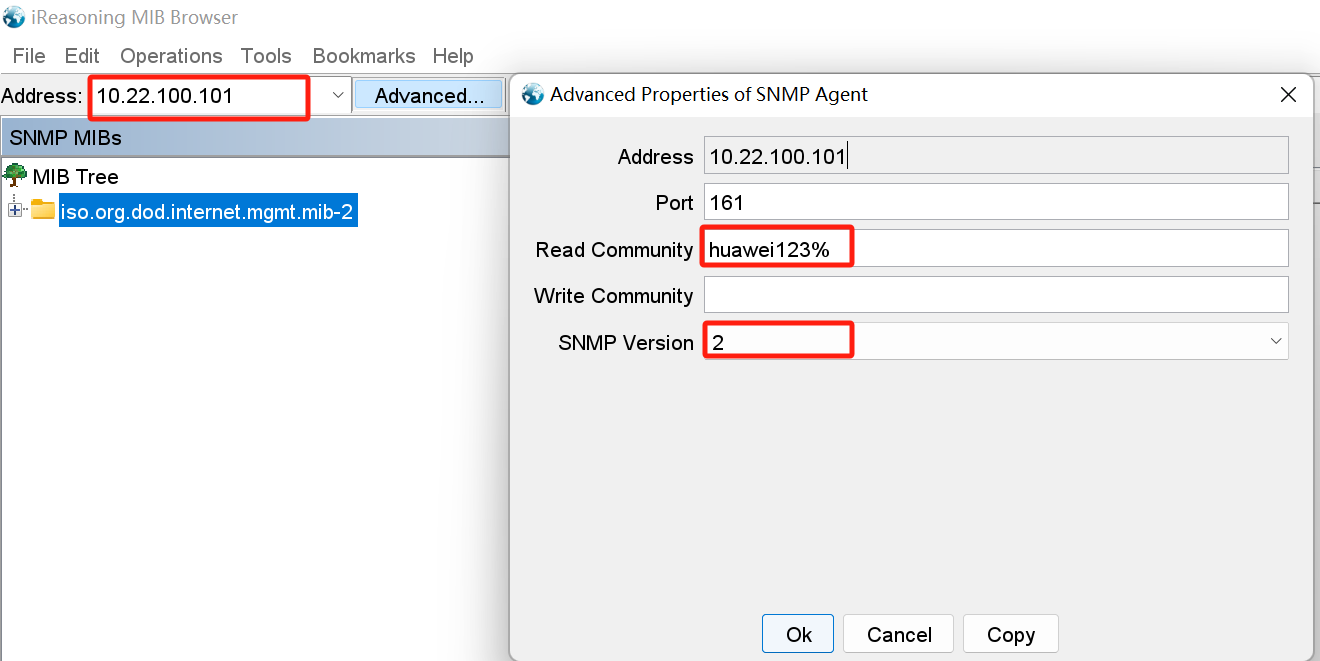 iReasoning MIB Browser
File Edit Operations Tools Bookmarks Help
Address: 10.22.100.101 Advanced...
SNMP MIBs
MIB Tree
iso.org.dod.internet.mgmt.mib-2
Advanced Properties of SNMP Agent
Address 10.22.100.101
Port 161
Read Community huawei123%
Write Community
SNMP Version 2
Ok Cancel Copy